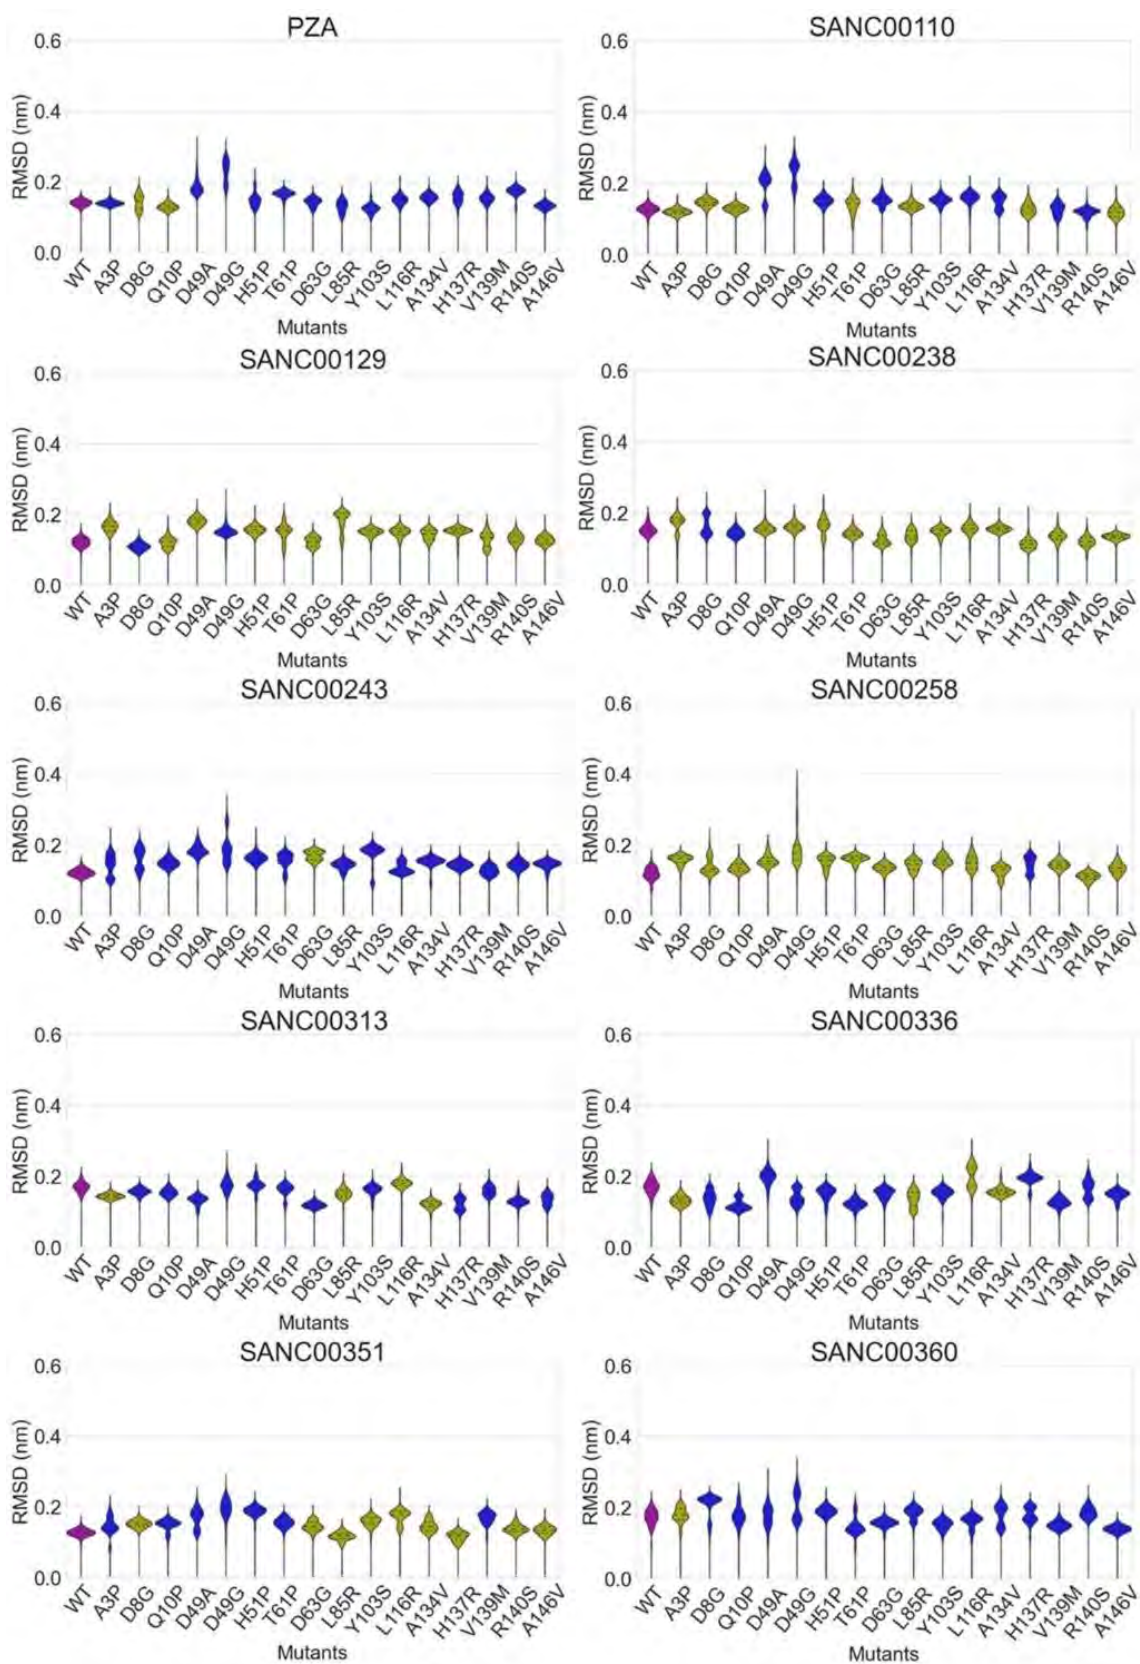 PZA
RMSD (nm)
0.6
0.4
0.2
0.0
WT A3P D8G Q10P D49A D49G H51P T61P D63G L85R Y103S L116R A134V H137R V139M R140S A146V
Mutants
SANC00110
RMSD (nm)
0.6
0.4
0.2
0.0
WT A3P D8G Q10P D49A D49G H51P T61P D63G L85R Y103S L116R A134V H137R V139M R140S A146V
Mutants
SANC00129
RMSD (nm)
0.6
0.4
0.2
0.0
WT A3P D8G Q10P D49A D49G H51P T61P D63G L85R Y103S L116R A134V H137R V139M R140S A146V
Mutants
SANC00238
RMSD (nm)
0.6
0.4
0.2
0.0
WT A3P D8G Q10P D49A D49G H51P T61P D63G L85R Y103S L116R A134V H137R V139M R140S A146V
Mutants
SANC00243
RMSD (nm)
0.6
0.4
0.2
0.0
WT A3P D8G Q10P D49A D49G H51P T61P D63G L85R Y103S L116R A134V H137R V139M R140S A146V
Mutants
SANC00258
RMSD (nm)
0.6
0.4
0.2
0.0
WT A3P D8G Q10P D49A D49G H51P T61P D63G L85R Y103S L116R A134V H137R V139M R140S A146V
Mutants
SANC00313
RMSD (nm)
0.6
0.4
0.2
0.0
WT A3P D8G Q10P D49A D49G H51P T61P D63G L85R Y103S L116R A134V H137R V139M R140S A146V
Mutants
SANC00336
RMSD (nm)
0.6
0.4
0.2
0.0
WT A3P D8G Q10P D49A D49G H51P T61P D63G L85R Y103S L116R A134V H137R V139M R140S A146V
Mutants
SANC00351
RMSD (nm)
0.6
0.4
0.2
0.0
WT A3P D8G Q10P D49A D49G H51P T61P D63G L85R Y103S L116R A134V H137R V139M R140S A146V
Mutants
SANC00360
RMSD (nm)
0.6
0.4
0.2
0.0
WT A3P D8G Q10P D49A D49G H51P T61P D63G L85R Y103S L116R A134V H137R V139M R140S A146V
Mutants